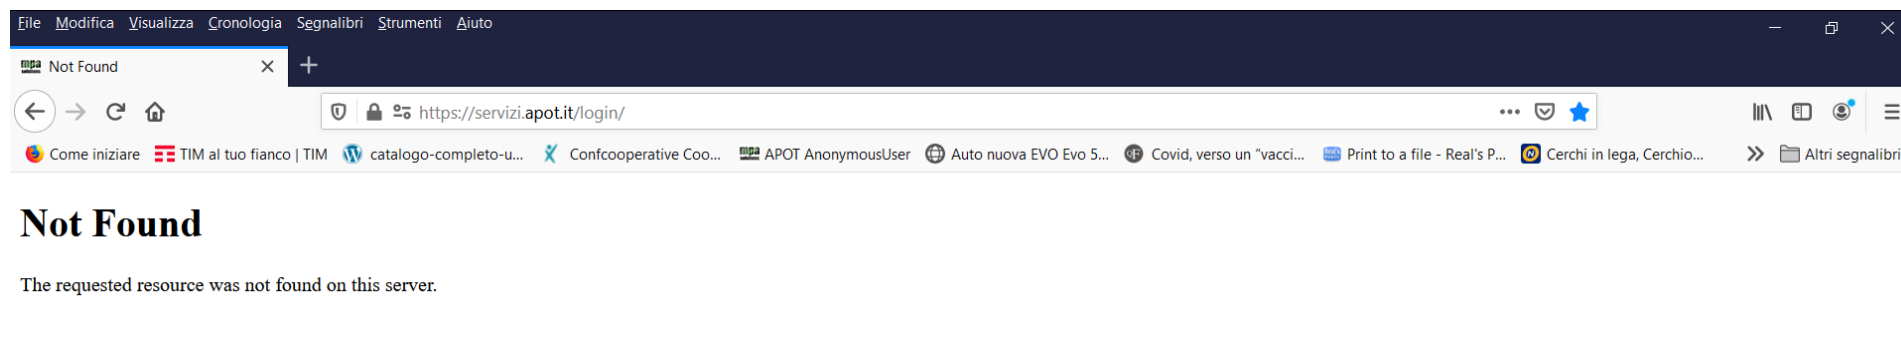 File Modifica Visualizza Cronologia Segnalibri Strumenti Aiuto
mpa solutions Not Found
https://servizi.apot.it/login/
Come iniziare TIM al tuo fianco | TIM catalogo-completo-u... Confcooperative Coo... APOT AnonymousUser Auto nuova EVO Evo 5... Covid, verso un "vacci... Print to a file - Real's P... Cerchi in lega, Cerchio... Altri segnalibri
Not Found
The requested resource was not found on this server.